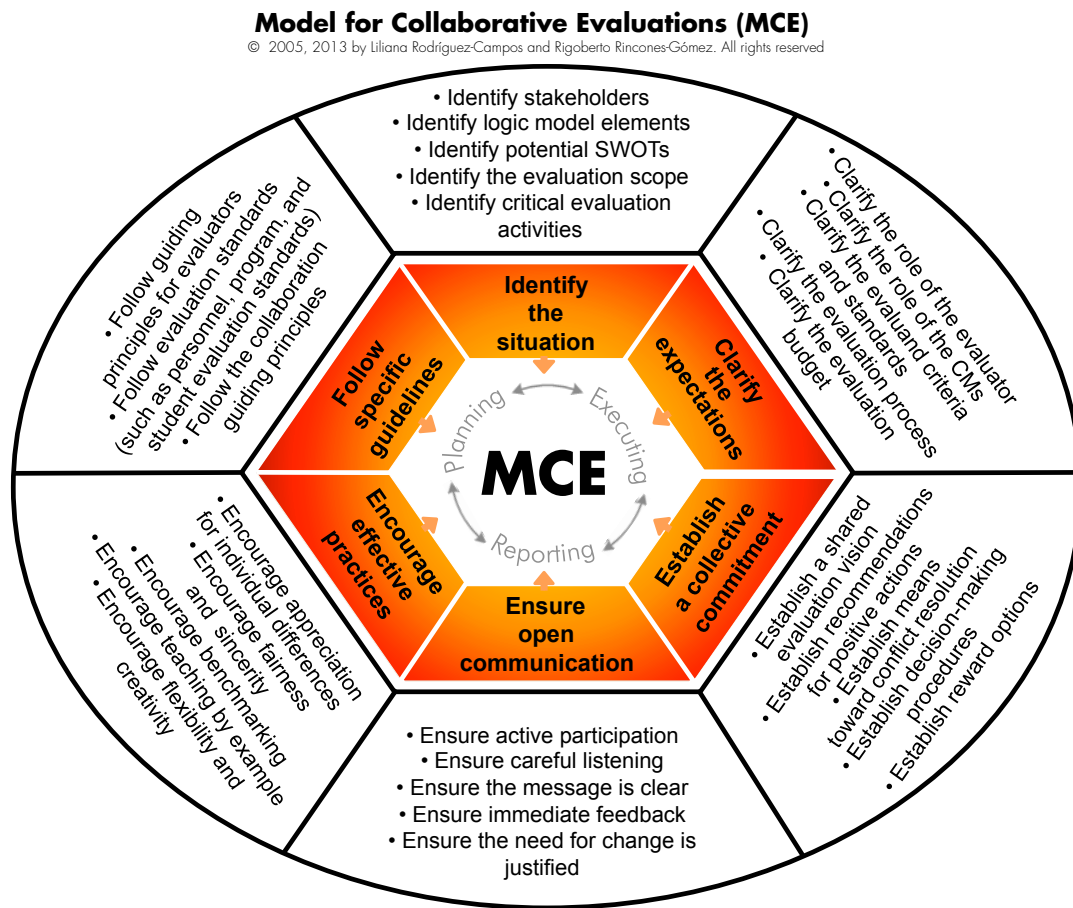 Model for Collaborative Evaluations (MCE)
© 2005, 2013 by Liliana Rodríguez-Campos and Rigoberto Rincones-Gómez. All rights reserved
• Identify stakeholders
• Identify logic model elements
• Identify potential SWOTs
• Identify the evaluation scope
• Identify critical evaluation
activities
• Clarify the role of the evaluator
• Clarify the role of the CMs
• Clarify the evaluand criteria
and standards
• Clarify the evaluation process
• Clarify the evaluation
budget
• Establish a shared
evaluation vision
• Establish recommendations
for positive actions
• Establish means
toward conflict resolution
• Establish decision-making
procedures
• Establish reward options
• Ensure active participation
• Ensure careful listening
• Ensure the message is clear
• Ensure immediate feedback
• Ensure the need for change is
justified
• Encourage appreciation
for individual differences
• Encourage fairness
and sincerity
• Encourage benchmarking
• Encourage teaching by example
• Encourage flexibility and
creativity
• Follow guiding
principles for evaluators
• Follow evaluation standards
(such as personnel, program, and
student evaluation standards)
• Follow the collaboration
guiding principles
Identify
the
situation
Clarify
the
expectations
Establish
a collective
commitment
Ensure
open
communication
Encourage
effective
practices
Follow
specific
guidelines
Planning
Executing
Reporting
MCE